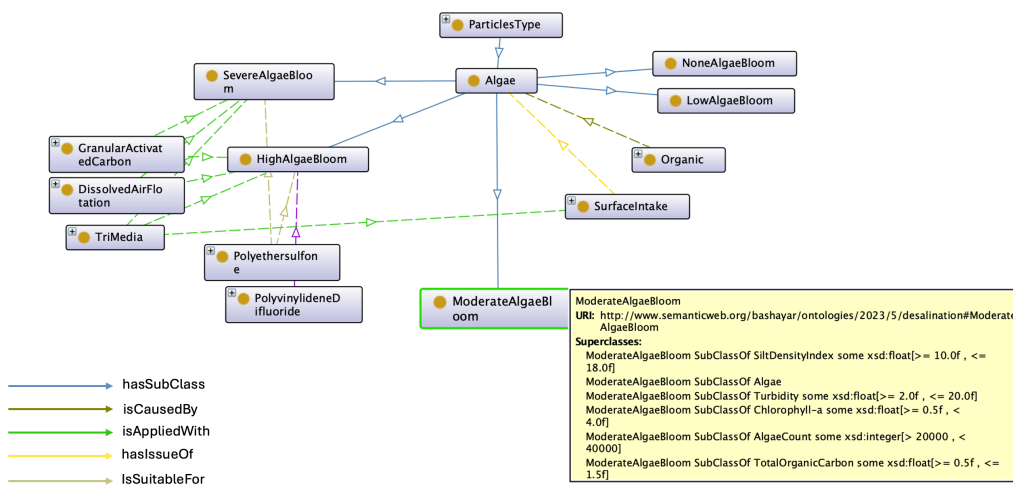 ParticlesType
SevereAlgaeBloo
m
Algae
NoneAlgaeBloom
LowAlgaeBloom
GranularActivat
edCarbon
HighAlgaeBloom
Organic
DissolvedAirFlo
tation
SurfaceIntake
TriMedia
Polyethersulfon
e
PolyvinylideneD
ifluoride
ModerateAlgaeBl
oom
ModerateAlgaeBloom
URI: http://www.semanticweb.org/bashayar/ontologies/2023/5/desalination#Moderate
AlgaeBloom
Superclasses:
ModerateAlgaeBloom SubClassOf SiltDensityIndex some xsd:float[>= 10.0f , <=
18.0f]
ModerateAlgaeBloom SubClassOf Algae
ModerateAlgaeBloom SubClassOf Turbidity some xsd:float[>= 2.0f , <= 20.0f]
ModerateAlgaeBloom SubClassOf Chlorophyll-a some xsd:float[>= 0.5f , <
4.0f]
ModerateAlgaeBloom SubClassOf AlgaeCount some xsd:integer[> 20000 , <
40000]
ModerateAlgaeBloom SubClassOf TotalOrganicCarbon some xsd:float[>= 0.5f , <=
1.5f]
hasSubClass
isCausedBy
isAppliedWith
hasIssueOf
IsSuitableFor